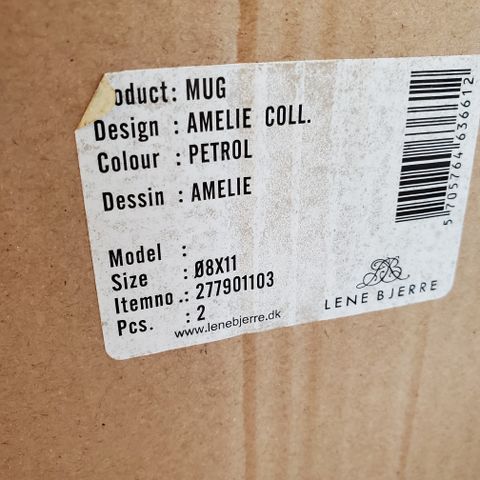 oduct: MUG
Design : AMELIE COLL.
Colour : PETROL
Dessin : AMELIE
Model :
Size : Ø8X11
Itemno.: 277901103
Pcs. : 2
www.lenebjerre.dk
5 705764 636612
LENE BJERRE